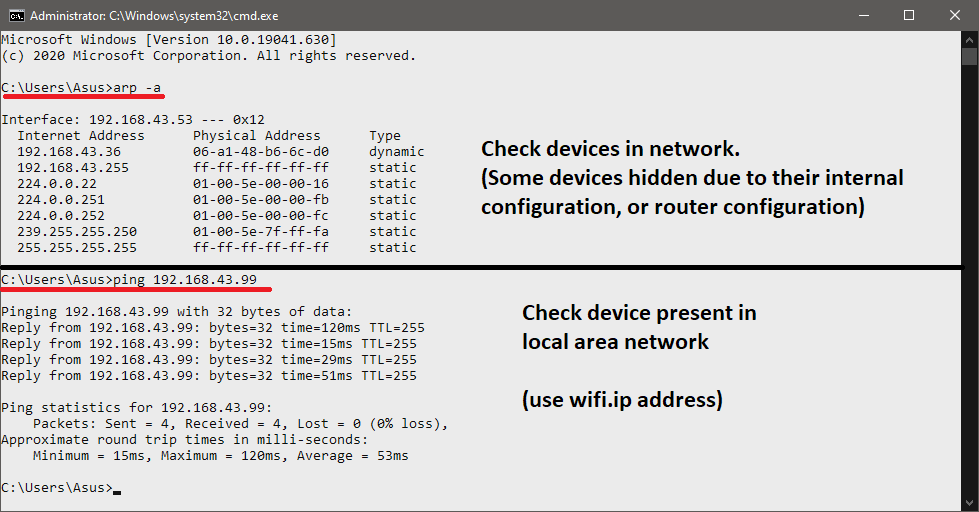 Administrator: C:\Windows\system32\cmd.exe
Microsoft Windows [Version 10.0.19041.630]
(c) 2020 Microsoft Corporation. All rights reserved.
C:\Users\Asus>arp -a
Interface: 192.168.43.53 --- 0x12
Internet Address Physical Address Type
192.168.43.36 06-a1-48-b6-6c-d0 dynamic
192.168.43.255 ff-ff-ff-ff-ff-ff static
224.0.0.22 01-00-5e-00-00-16 static
224.0.0.251 01-00-5e-00-00-fb static
224.0.0.252 01-00-5e-00-00-fc static
239.255.255.250 01-00-5e-7f-ff-fa static
255.255.255.255 ff-ff-ff-ff-ff-ff static
Check devices in network.
(Some devices hidden due to their internal
configuration, or router configuration)
C:\Users\Asus>ping 192.168.43.99
Pinging 192.168.43.99 with 32 bytes of data:
Reply from 192.168.43.99: bytes=32 time=120ms TTL=255
Reply from 192.168.43.99: bytes=32 time=15ms TTL=255
Reply from 192.168.43.99: bytes=32 time=29ms TTL=255
Reply from 192.168.43.99: bytes=32 time=51ms TTL=255
Ping statistics for 192.168.43.99:
Packets: Sent = 4, Received = 4, Lost = 0 (0% loss),
Approximate round trip times in milli-seconds:
Minimum = 15ms, Maximum = 120ms, Average = 53ms
C:\Users\Asus>
Check device present in
local area network
(use wifi.ip address)